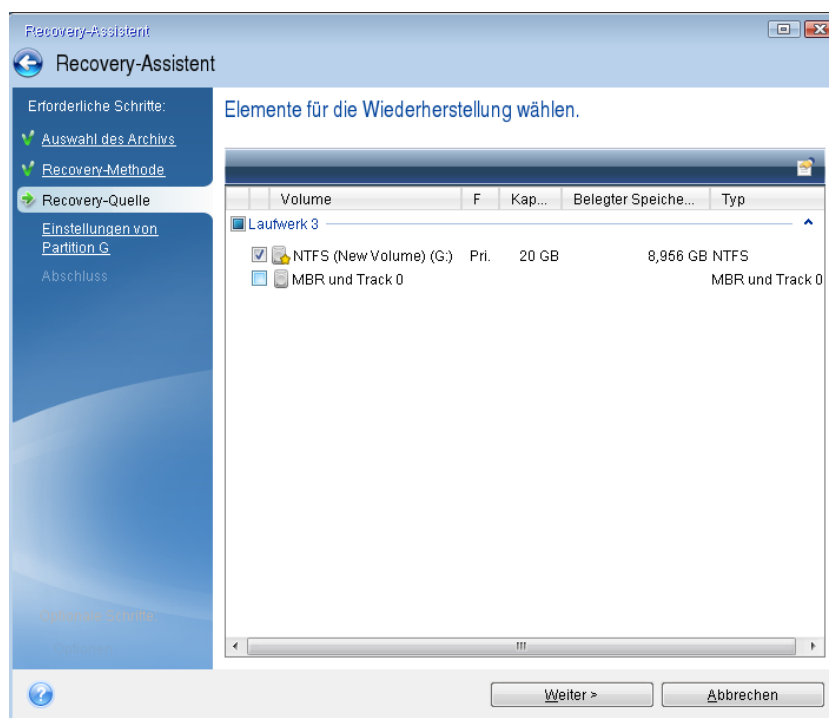 Recovery-Assistent
Recovery-Assistent
Erforderliche Schritte:
Auswahl des Archivs
Recovery-Methode
Recovery-Quelle
Einstellungen von
Partition G
Abschluss
Elemente für die Wiederherstellung wählen.
Volume F Kap... Belegter Speiche... Typ
Laufwerk 3
NTFS (New Volume) (G:) Pri. 20 GB 8,956 GB NTFS
MBR und Track 0 MBR und Track 0
Weiter >
Abbrechen